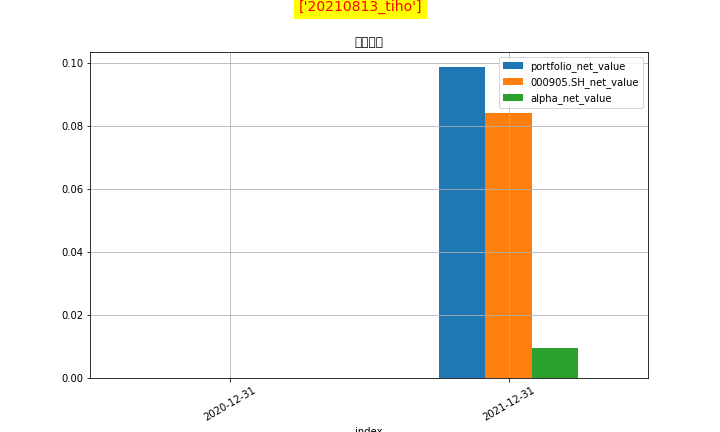 ['20210813_tiho']
portfolio_net_value
000905.SH_net_value
alpha_net_value
0.10
0.08
0.06
0.04
0.02
0.00
2020-12-31
2021-12-31
index